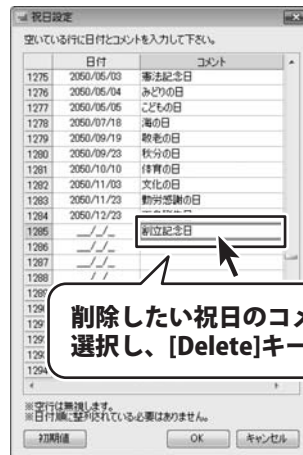 祝日設定
空いている行に日付とコメントを入力して下さい。
日付 コメント
1275 2050/05/03 憲法記念日
1276 2050/05/04 みどりの日
1277 2050/05/05 こどもの日
1278 2050/07/18 海の日
1279 2050/09/19 敬老の日
1280 2050/09/23 秋分の日
1281 2050/10/10 体育の日
1282 2050/11/03 文化の日
1283 2050/11/23 勤労感謝の日
1284 2050/12/23
1285 __/_/_ 創立記念日
1286 __/_/_
1287 __/_/_
1288 / /
削除したい祝日のコメ
選択し、[Delete]キー
1294
※空行は無視します。
※日付順に整列されている必要はありません。
初期値 OK キャンセル